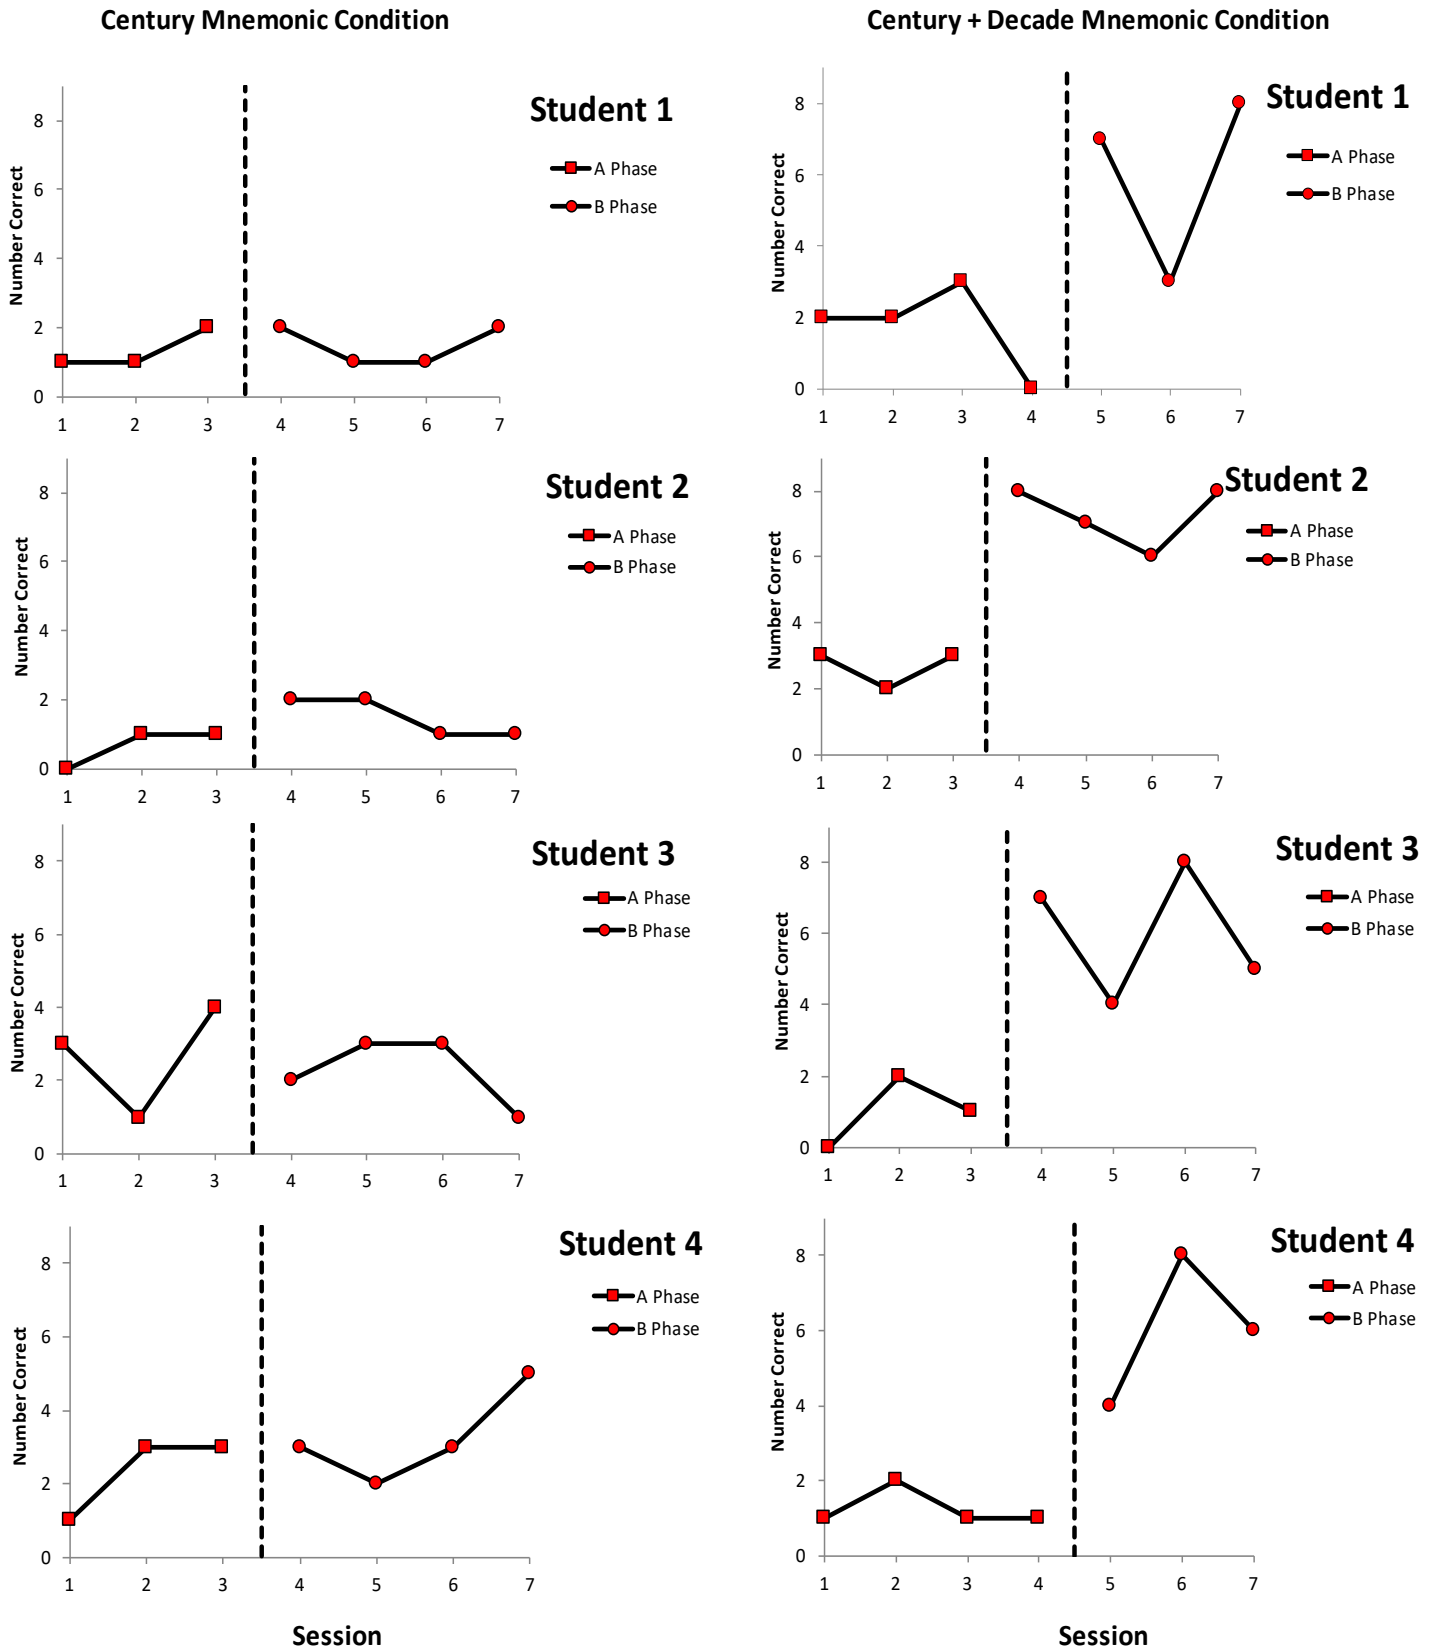 Century Mnemonic Condition
Century + Decade Mnemonic Condition
Student 1
A Phase
B Phase
Number Correct
8
6
4
2
0
1 2 3 4 5 6 7
Student 1
A Phase
B Phase
Number Correct
8
6
4
2
0
1 2 3 4 5 6 7
Student 2
A Phase
B Phase
Number Correct
8
6
4
2
0
1 2 3 4 5 6 7
Student 2
A Phase
B Phase
Number Correct
8
6
4
2
0
1 2 3 4 5 6 7
Student 3
A Phase
B Phase
Number Correct
8
6
4
2
0
1 2 3 4 5 6 7
Student 3
A Phase
B Phase
Number Correct
8
6
4
2
0
1 2 3 4 5 6 7
Student 4
A Phase
B Phase
Number Correct
8
6
4
2
0
1 2 3 4 5 6 7
Session
Student 4
A Phase
B Phase
Number Correct
8
6
4
2
0
1 2 3 4 5 6 7
Session